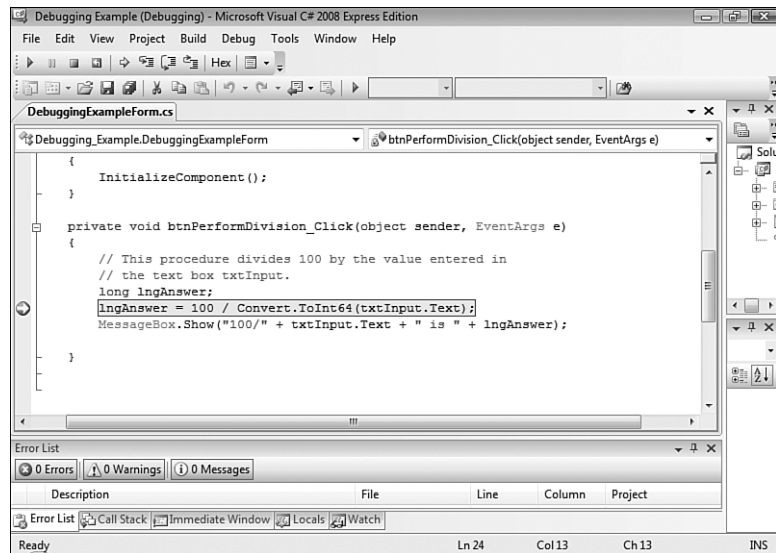 Debugging Example (Debugging) - Microsoft Visual C# 2008 Express Edition
File Edit View Project Build Debug Tools Window Help
Hex
DebuggingExampleForm.cs
Debugging_Example.DebuggingExampleForm
btnPerformDivision_Click(object sender, EventArgs e)
Solu
{
InitializeComponent();
}
private void btnPerformDivision_Click(object sender, EventArgs e)
{
// This procedure divides 100 by the value entered in
// the text box txtInput.
long lngAnswer;
lngAnswer = 100 / Convert.ToInt64(txtInput.Text);
MessageBox.Show("100/" + txtInput.Text + " is " + lngAnswer);
}
Error List
0 Errors 0 Warnings 0 Messages
Description File Line Column Project
Error List Call Stack Immediate Window Locals Watch
Ready Ln 24 Col 13 Ch 13 INS